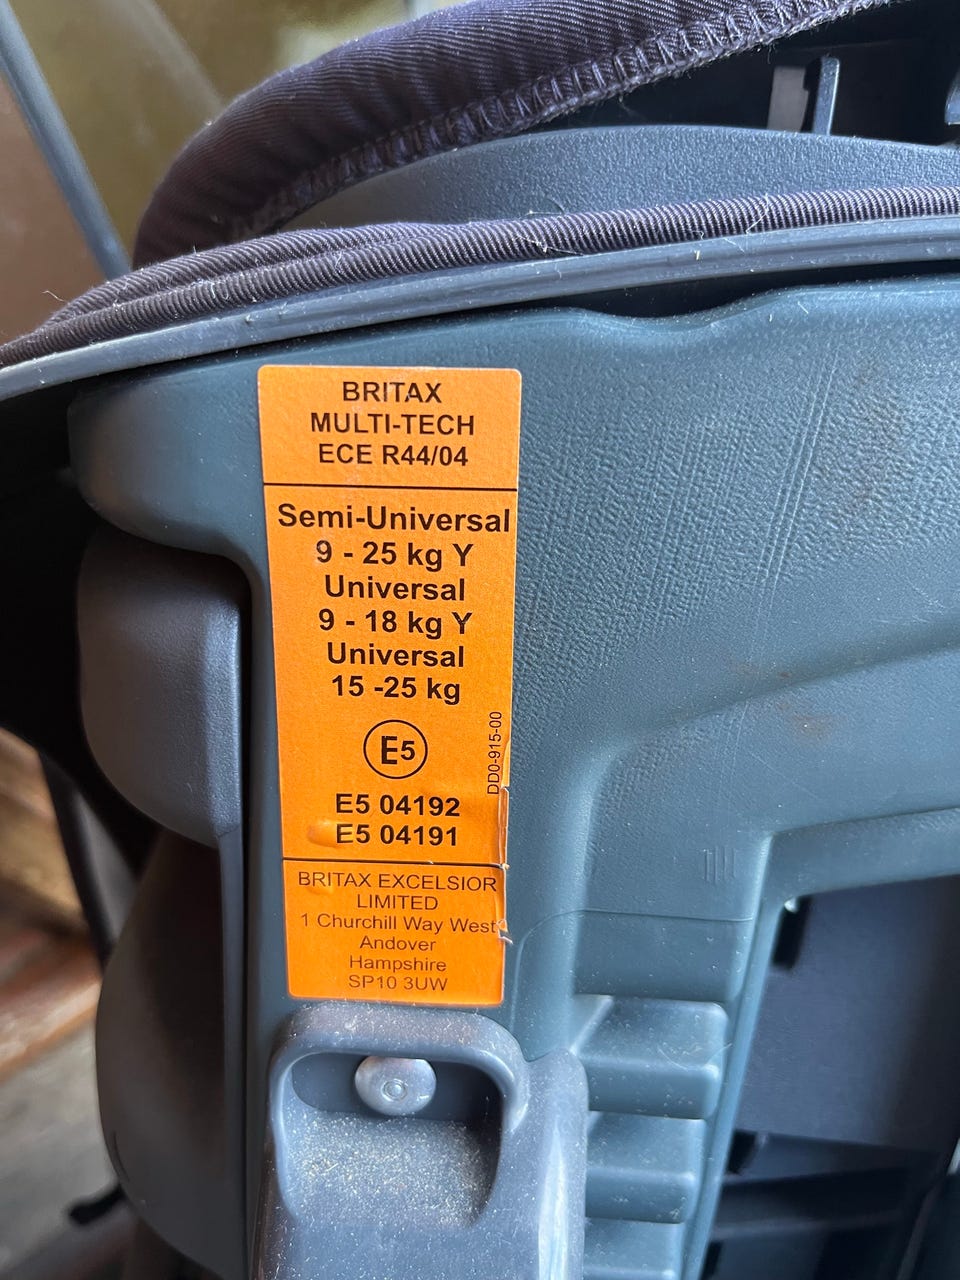 BRITAX
MULTI-TECH
ECE R44/04
Semi-Universal
9 - 25 kg Y
Universal
9 - 18 kg Y
Universal
15 -25 kg
E5
DD0-915-00
E5 04192
E5 04191
BRITAX EXCELSIOR
LIMITED
1 Churchill Way West
Andover
Hampshire
SP10 3UW